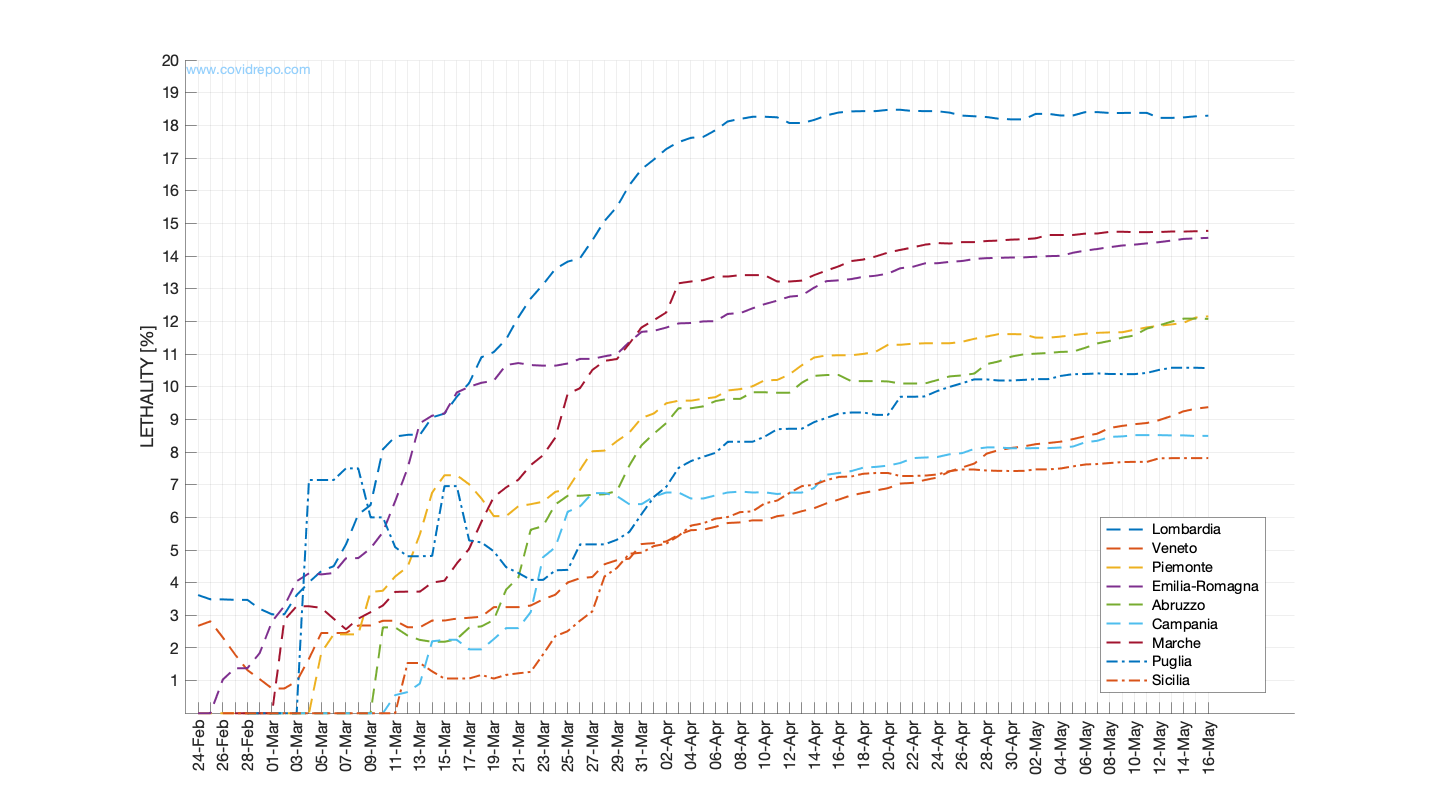 20
www.covidrepo.com
19
18
17
16
15
14
13
12
11
10
9
8
7
6
5
4
3
2
1
LETHALITY [%]
Lombardia
Veneto
Piemonte
Emilia-Romagna
Abruzzo
Campania
Marche
Puglia
Sicilia
24-Feb
26-Feb
28-Feb
01-Mar
03-Mar
05-Mar
07-Mar
09-Mar
11-Mar
13-Mar
15-Mar
17-Mar
19-Mar
21-Mar
23-Mar
25-Mar
27-Mar
29-Mar
31-Mar
02-Apr
04-Apr
06-Apr
08-Apr
10-Apr
12-Apr
14-Apr
16-Apr
18-Apr
20-Apr
22-Apr
24-Apr
26-Apr
28-Apr
30-Apr
02-May
04-May
06-May
08-May
10-May
12-May
14-May
16-May